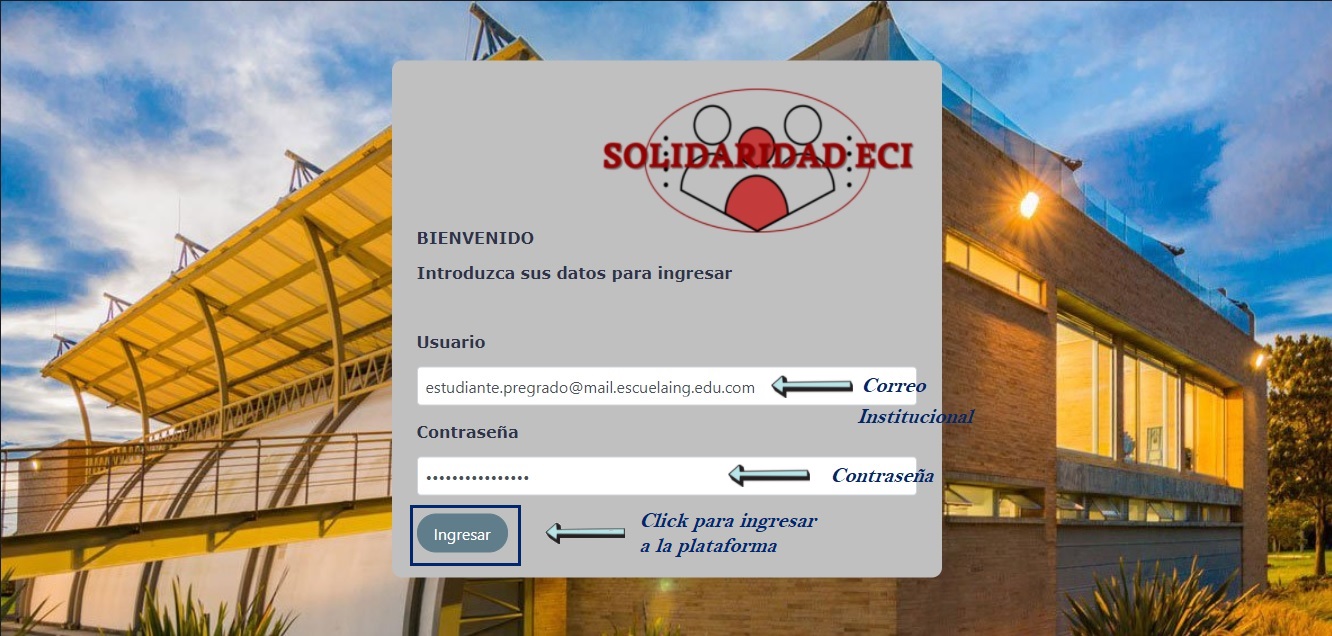 SOLIDARIDAD ECI
BIENVENIDO
Introduzca sus datos para ingresar
Usuario
estudiante.pregrado@mail.escuelaing.edu.com
Correo
Institucional
Contraseña
•••••••••••••••
Contraseña
Ingresar
Click para ingresar
a la plataforma